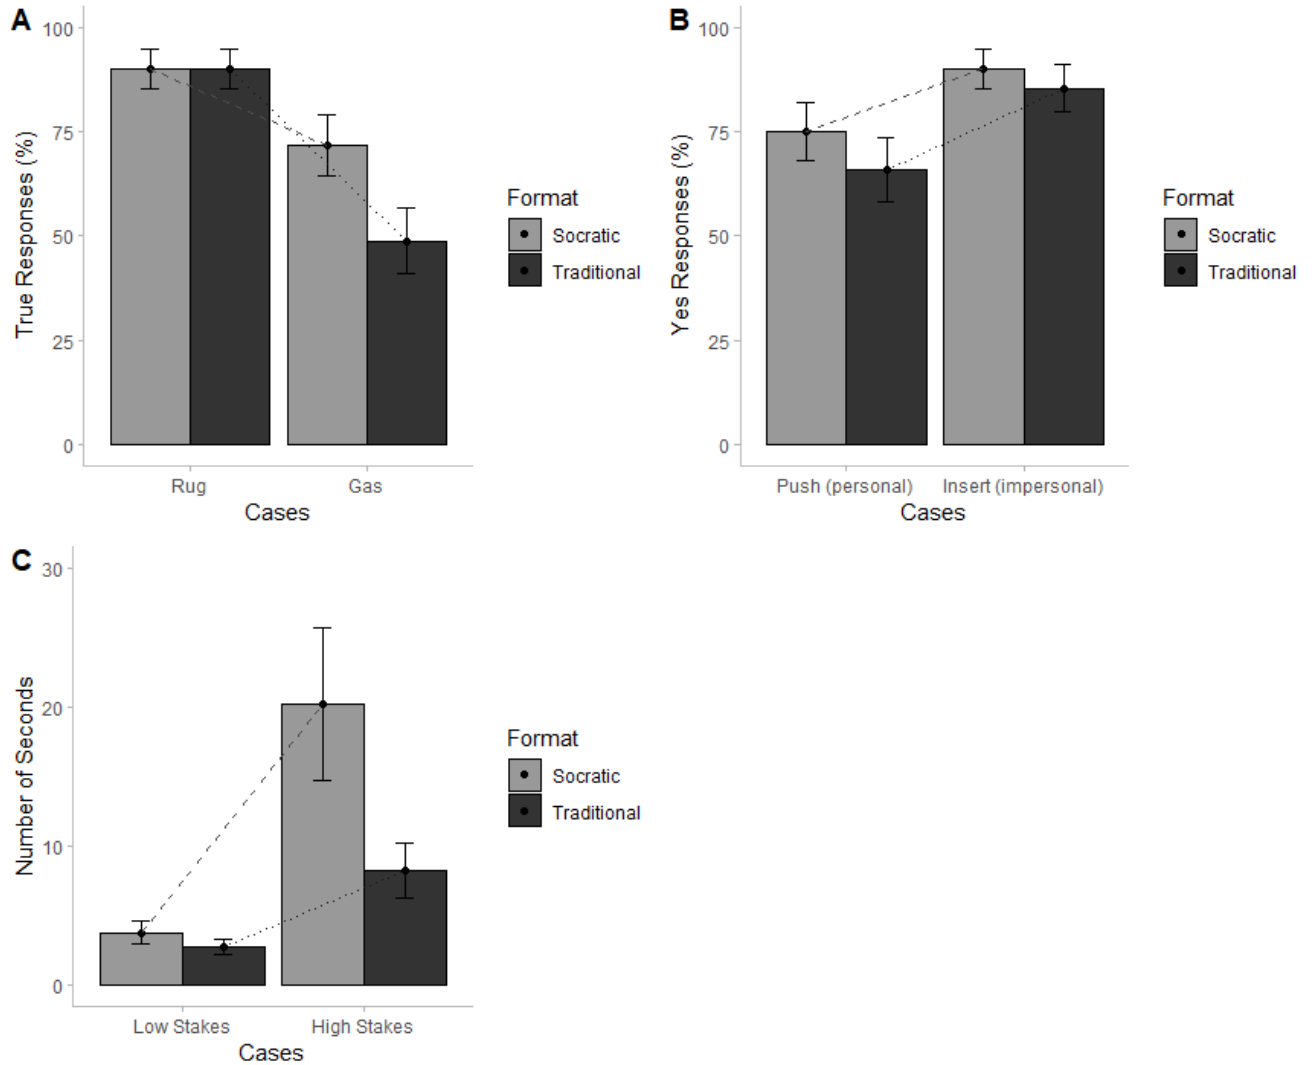 A
100
75
50
25
0
True Responses (%)
Rug
Gas
Cases
Format
Socratic
Traditional
B
100
75
50
25
0
Yes Responses (%)
Push (personal)
Insert (impersonal)
Cases
Format
Socratic
Traditional
C
30
20
10
0
Number of Seconds
Low Stakes
High Stakes
Cases
Format
Socratic
Traditional